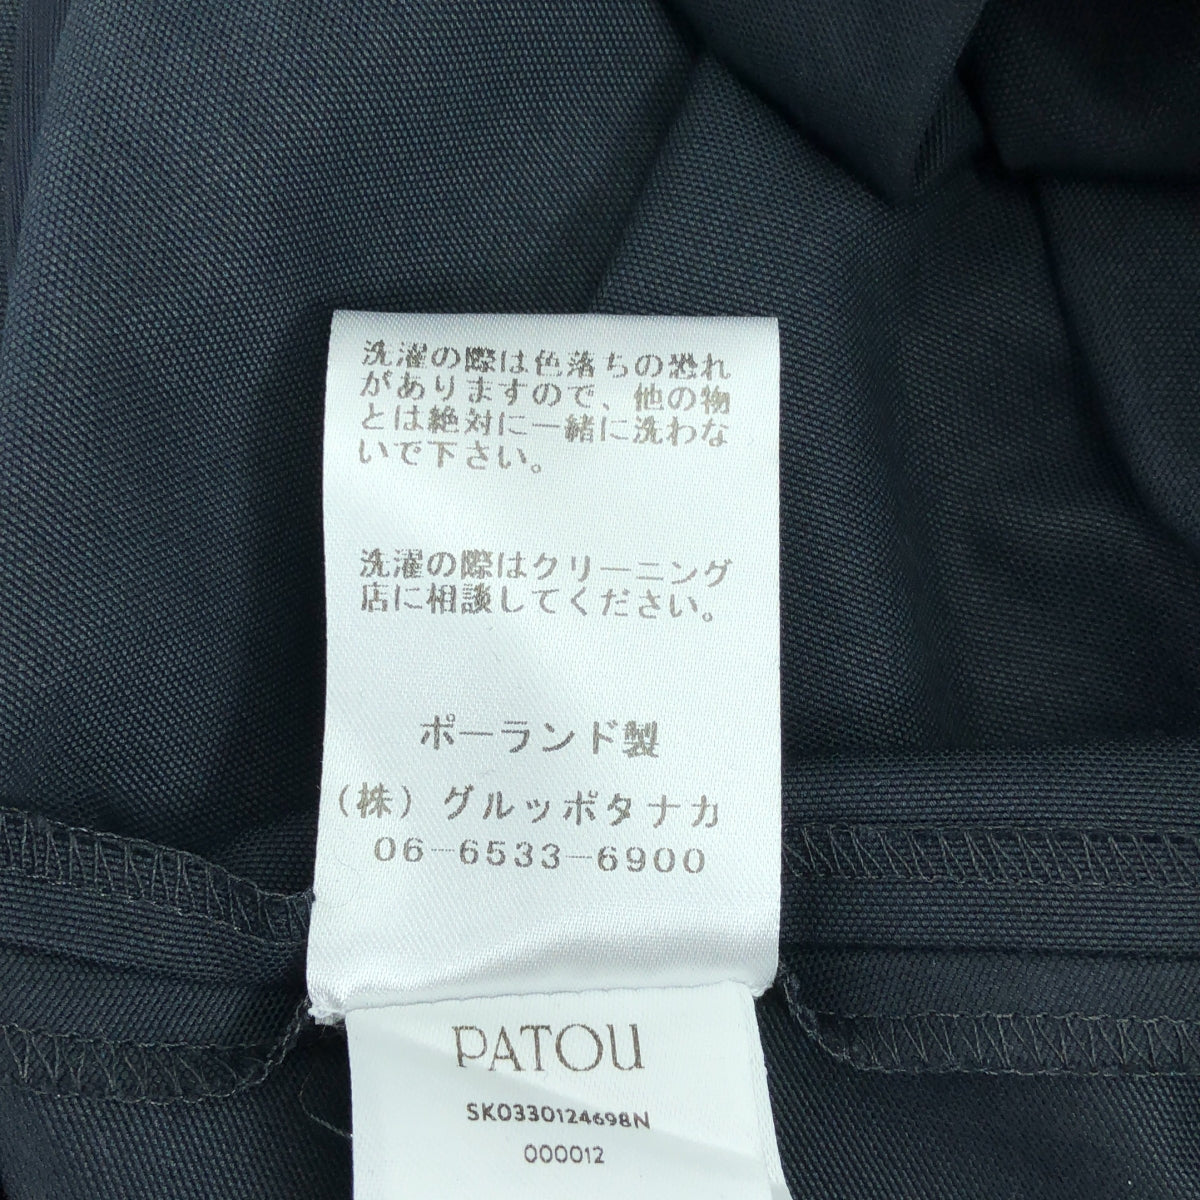 洗濯の際は色落ちの恐れ
がありますので、他の物
とは絶対に一緒に洗わな
いで下さい。
洗濯の際はクリーニング
店に相談してください。
ポーランド製
（株）グルッポタナカ
06-6533-6900
PATOU
SK0330124698N
000012